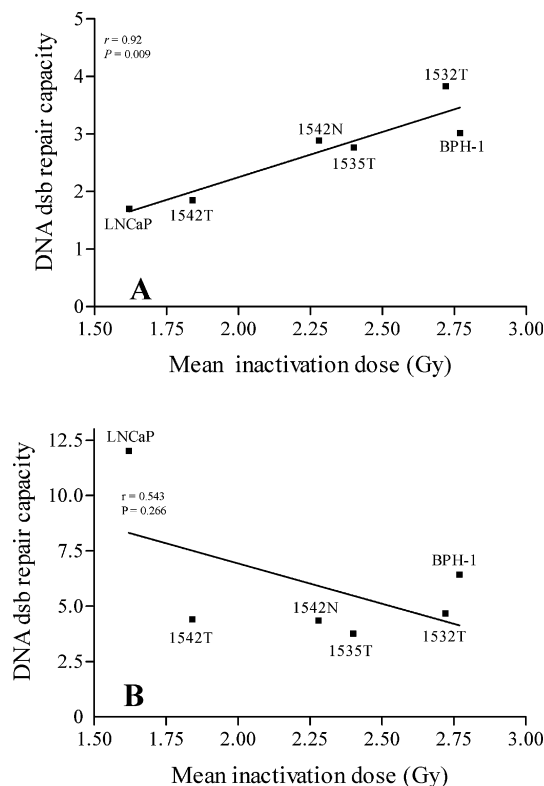 5
r = 0.92
P = 0.009
1532T
4
1542N
3
DNA dsb repair capacity
BPH-1
1535T
2
LNCaP
1542T
1
A
0
1.50 1.75 2.00 2.25 2.50 2.75 3.00
Mean inactivation dose (Gy)
LNCaP
12.5
10.0
r = 0.543
P = 0.266
7.5
BPH-1
DNA dsb repair capacity
5.0
1542N
1542T
1535T
1532T
2.5
B
0
1.50 1.75 2.00 2.25 2.50 2.75 3.00
Mean inactivation dose (Gy)